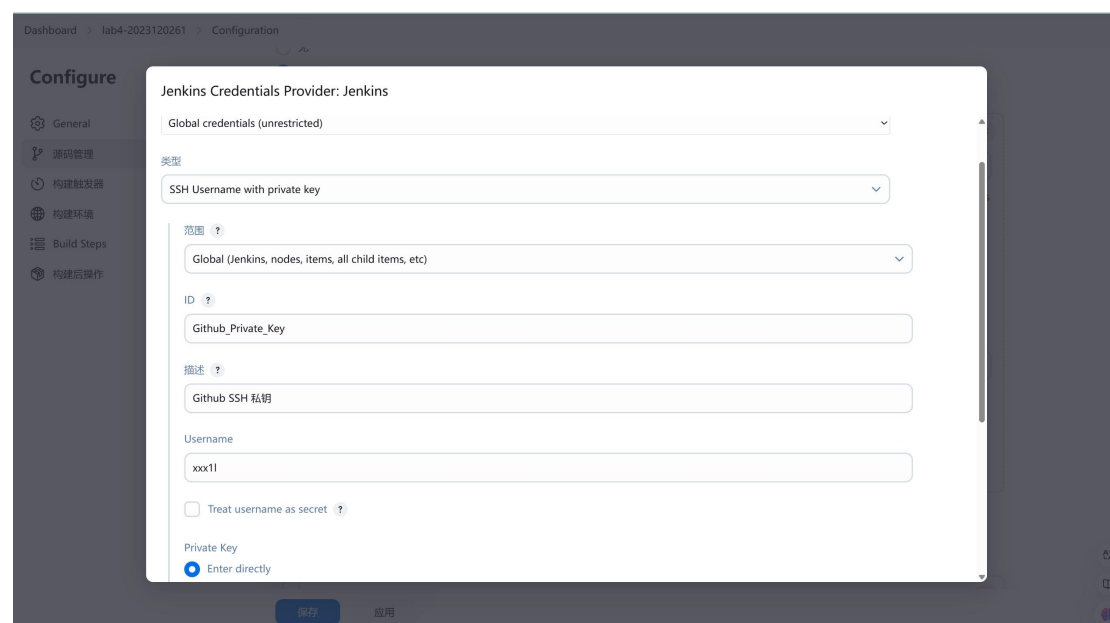 Dashboard > lab4-2023120261 > Configuration
无
Configure
General
源码管理
构建触发器
构建环境
Build Steps
构建后操作
Jenkins Credentials Provider: Jenkins
Global credentials (unrestricted)
类型
SSH Username with private key
范围 ?
Global (Jenkins, nodes, items, all child items, etc)
ID ?
Github_Private_Key
描述 ?
Github SSH 私钥
Username
xxx1l
Treat username as secret ?
Private Key
Enter directly
保存 应用